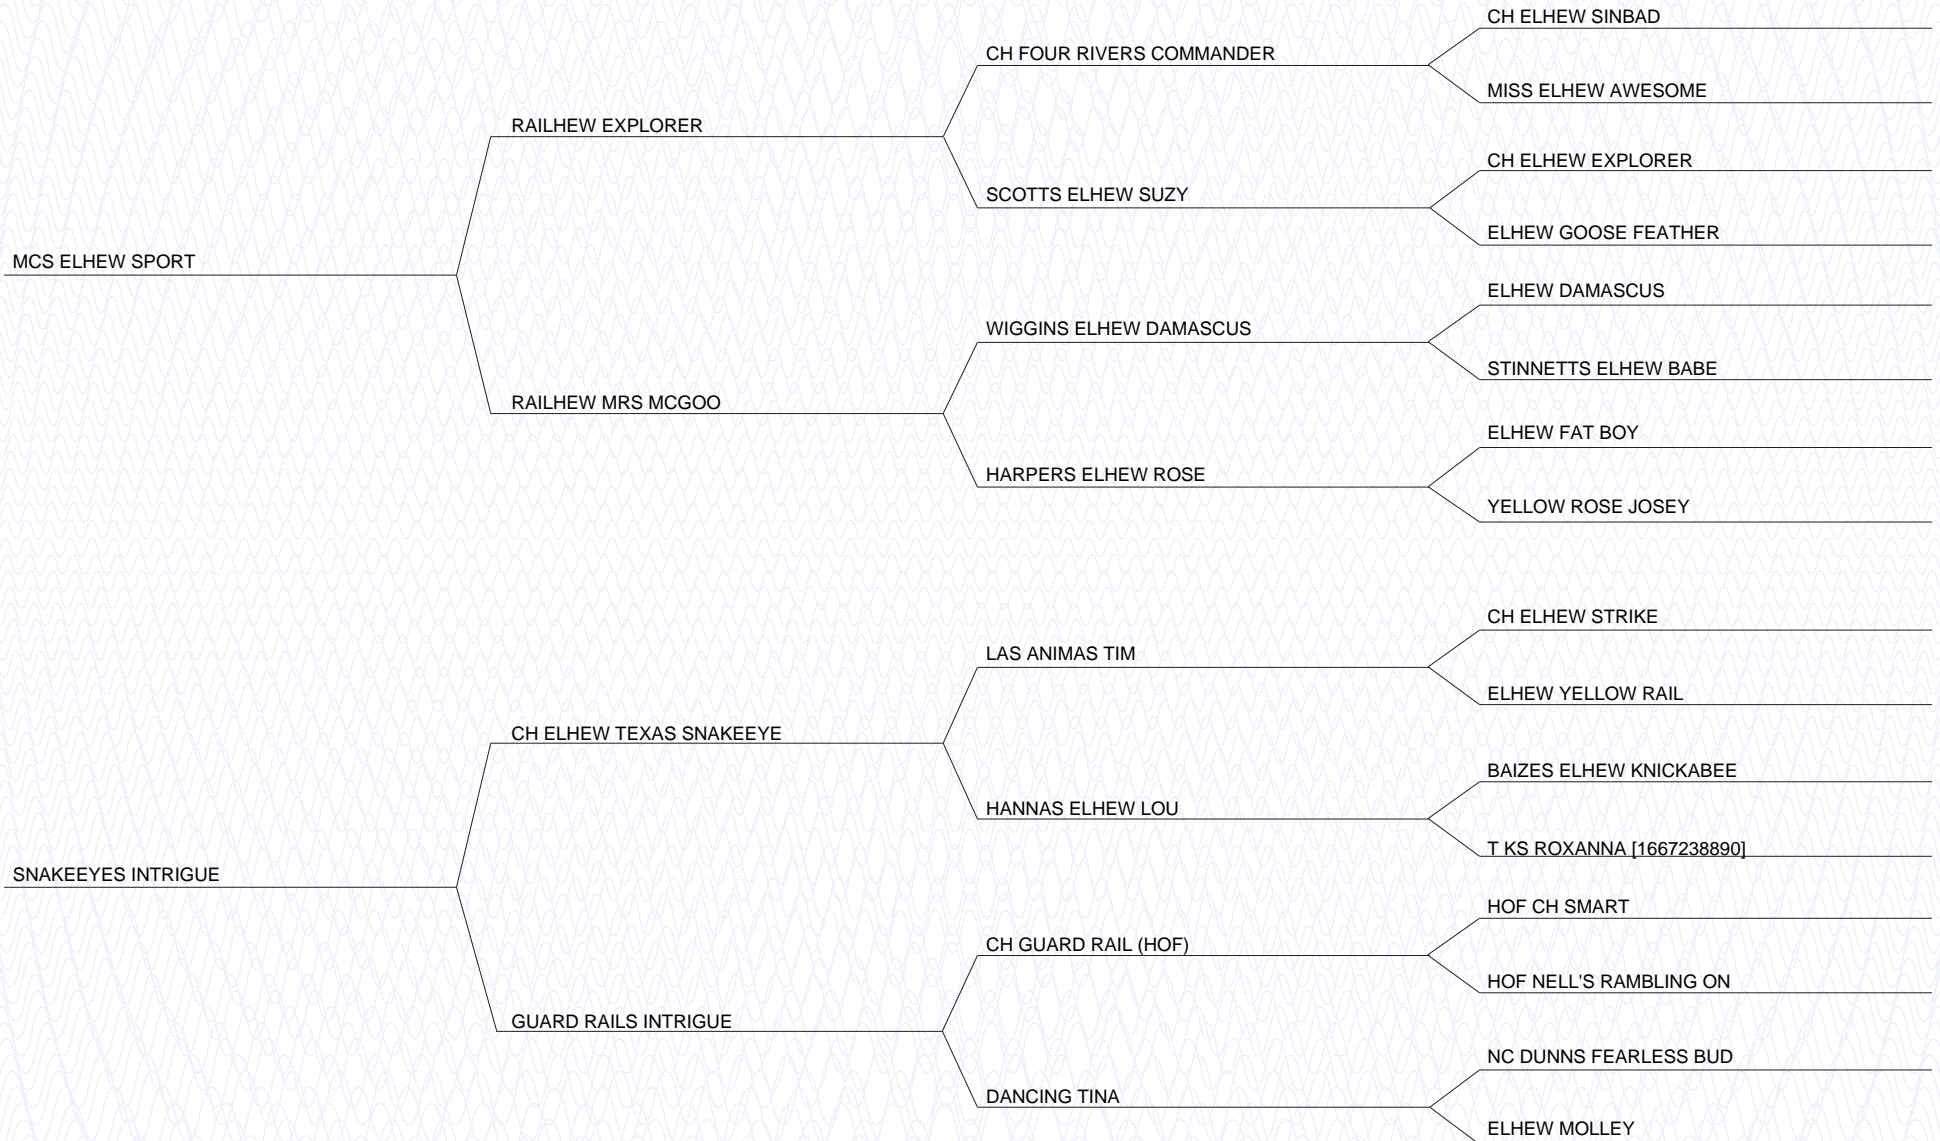 CH ELHEW SINBAD
CH FOUR RIVERS COMMANDER
MISS ELHEW AWESOME
RAILHEW EXPLORER
CH ELHEW EXPLORER
SCOTTS ELHEW SUZY
ELHEW GOOSE FEATHER
MCS ELHEW SPORT
ELHEW DAMASCUS
WIGGINS ELHEW DAMASCUS
STINNETTS ELHEW BABE
RAILHEW MRS MCGOO
ELHEW FAT BOY
HARPERS ELHEW ROSE
YELLOW ROSE JOSEY
CH ELHEW STRIKE
LAS ANIMAS TIM
ELHEW YELLOW RAIL
CH ELHEW TEXAS SNAKEEYE
BAIZES ELHEW KNICKABEE
HANNAS ELHEW LOU
T KS ROXANNA [1667238890]
SNAKEEYES INTRIGUE
HOF CH SMART
CH GUARD RAIL (HOF)
HOF NELL'S RAMBLING ON
GUARD RAILS INTRIGUE
NC DUNNS FEARLESS BUD
DANCING TINA
ELHEW MOLLEY